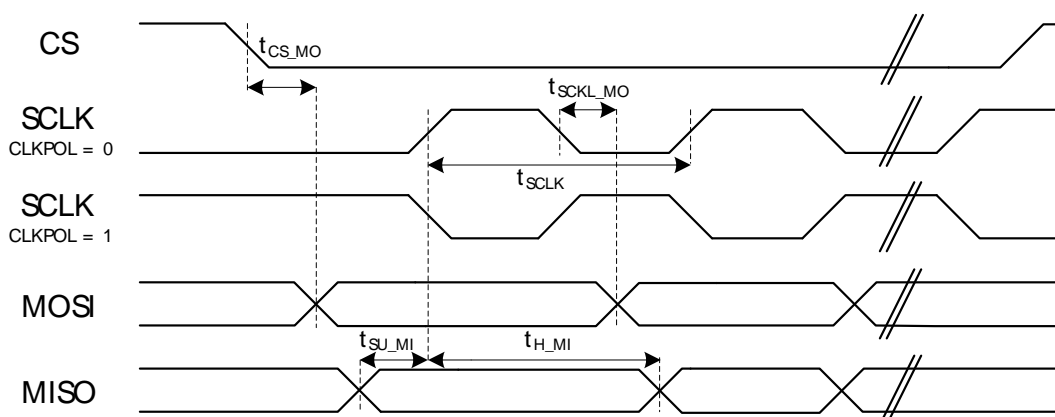 CS
tCS_MO
tSCKL_MO
SCLK
CLKPOL = 0
tSCLK
SCLK
CLKPOL = 1
MOSI
tSU_MI
tH_MI
MISO